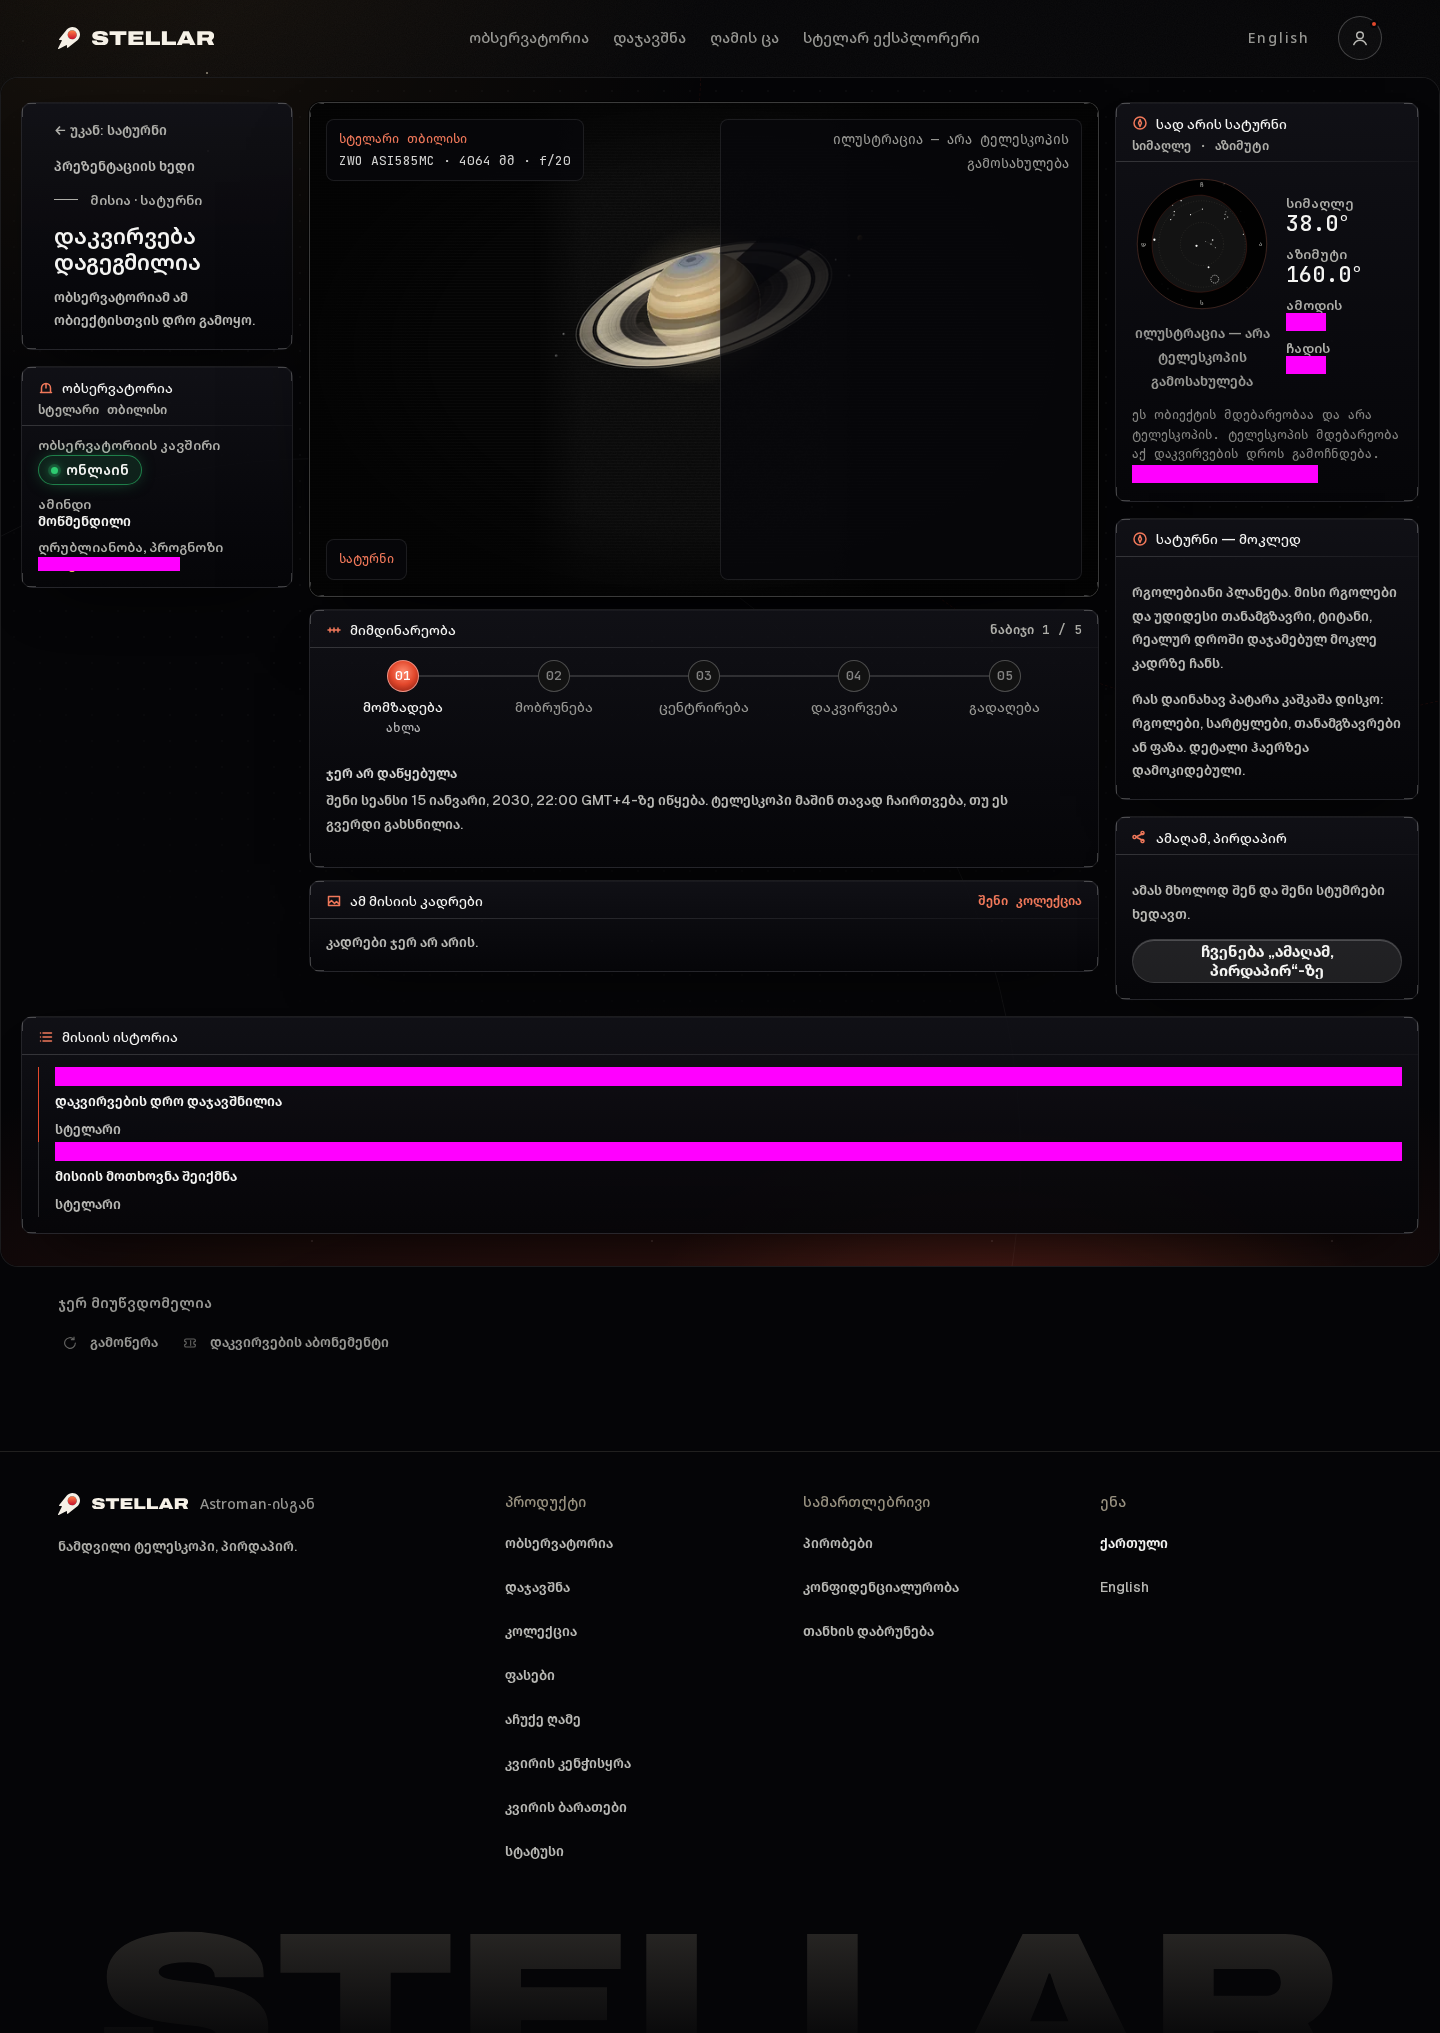 STELLAR
ობსერვატორია
დაჯავშნა
ღამის ცა
სტელარ ექსპლორერი
English
← უკან: სატურნი
პრეზენტაციის ხედი
მისია · სატურნი
დაკვირვება
დაგეგმილია
ობსერვატორიამ ამ
ობიექტისთვის დრო გამოყო.
ობსერვატორია
სტელარი თბილისი
ობსერვატორიის კავშირი
ონლაინ
ამინდი
მოწმენდილი
ღრუბლიანობა, პროგნოზი
სტელარი თბილისი
ZWO ASI585MC · 4064 მმ · f/20
ილუსტრაცია — არა ტელესკოპის
გამოსახულება
სატურნი
მიმდინარეობა
ნაბიჯი 1 / 5
01
02
03
04
05
მომზადება
მობრუნება
ცენტრირება
დაკვირვება
გადაღება
ახლა
ჯერ არ დაწყებულა
შენი სეანსი 15 იანვარი, 2030, 22:00 GMT+4-ზე იწყება. ტელესკოპი მაშინ თავად ჩაირთვება, თუ ეს
გვერდი გახსნილია.
ამ მისიის კადრები
შენი კოლექცია
კადრები ჯერ არ არის.
სად არის სატურნი
სიმაღლე · აზიმუტი
სიმაღლე
38.0°
აზიმუტი
160.0°
ამოდის
ჩადის
ილუსტრაცია — არა
ტელესკოპის
გამოსახულება
ეს ობიექტის მდებარეობაა და არა
ტელესკოპის. ტელესკოპის მდებარეობა
აქ დაკვირვების დროს გამოჩნდება.
სატურნი — მოკლედ
რგოლებიანი პლანეტა. მისი რგოლები
და უდიდესი თანამგზავრი, ტიტანი,
რეალურ დროში დაჯამებულ მოკლე
კადრზე ჩანს.
რას დაინახავ პატარა კაშკაშა დისკო:
რგოლები, სარტყლები, თანამგზავრები
ან ფაზა. დეტალი ჰაერზეა
დამოკიდებული.
ამაღამ, პირდაპირ
ამას მხოლოდ შენ და შენი სტუმრები
ხედავთ.
ჩვენება „ამაღამ,
პირდაპირ“-ზე
მისიის ისტორია
დაკვირვების დრო დაჯავშნილია
სტელარი
მისიის მოთხოვნა შეიქმნა
სტელარი
ჯერ მიუწვდომელია
გამოწერა
დაკვირვების აბონემენტი
STELLAR Astroman-ისგან
ნამდვილი ტელესკოპი, პირდაპირ.
პროდუქტი
ობსერვატორია
დაჯავშნა
კოლექცია
ფასები
აჩუქე ღამე
კვირის კენჭისყრა
კვირის ბარათები
სტატუსი
სამართლებრივი
პირობები
კონფიდენციალურობა
თანხის დაბრუნება
ენა
ქართული
English
STELLAR